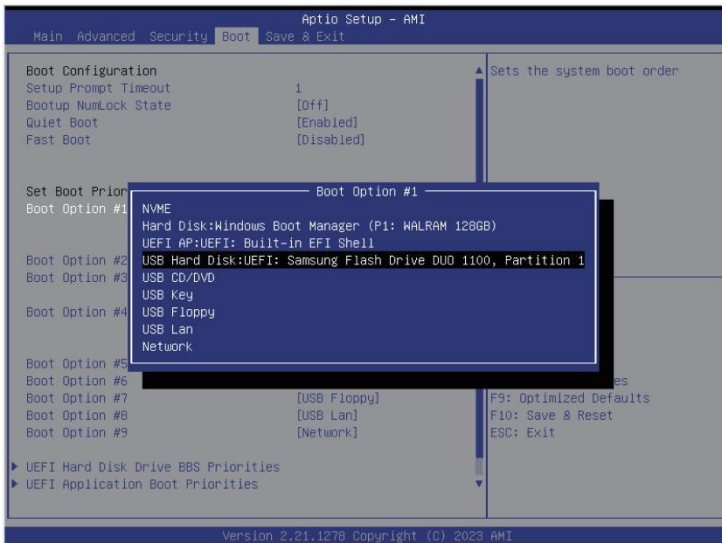 Aptio Setup - AMI
Main Advanced Security Boot Save & Exit
Boot Configuration
Setup Prompt Timeout 1
Bootup NumLock State [Off]
Quiet Boot [Enabled]
Fast Boot [Disabled]
Set Boot Prior
Boot Option #1
Boot Option #2
Boot Option #3
Boot Option #4
Boot Option #5
Boot Option #6
Boot Option #7 [USB Floppy]
Boot Option #8 [USB Lan]
Boot Option #9 [Network]
UEFI Hard Disk Drive BBS Priorities
UEFI Application Boot Priorities
Boot Option #1
NVME
Hard Disk:Windows Boot Manager (P1: WALRAM 128GB)
UEFI AP:UEFI: Built-in EFI Shell
USB Hard Disk:UEFI: Samsung Flash Drive DUO 1100, Partition 1
USB CD/DVD
USB Key
USB Floppy
USB Lan
Network
Sets the system boot order
es
F9: Optimized Defaults
F10: Save & Reset
ESC: Exit
Version 2.21.1278 Copyright (C) 2023 AMI